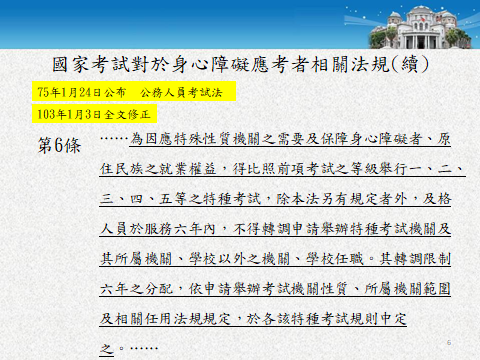 國家考試對於身心障礙應考者相關法規(續)
75年1月24日公布 公務人員考試法
103年1月3日全文修正
第6條
……為因應特殊性質機關之需要及保障身心障礙者、原
住民族之就業權益，得比照前項考試之等級舉行一、二、
三、四、五等之特種考試，除本法另有規定者外，及格
人員於服務六年內，不得轉調申請舉辦特種考試機關及
其所屬機關、學校以外之機關、學校任職。其轉調限制
六年之分配，依申請舉辦考試機關性質、所屬機關範圍
及相關任用法規規定，於各該特種考試規則中定
之。……
6